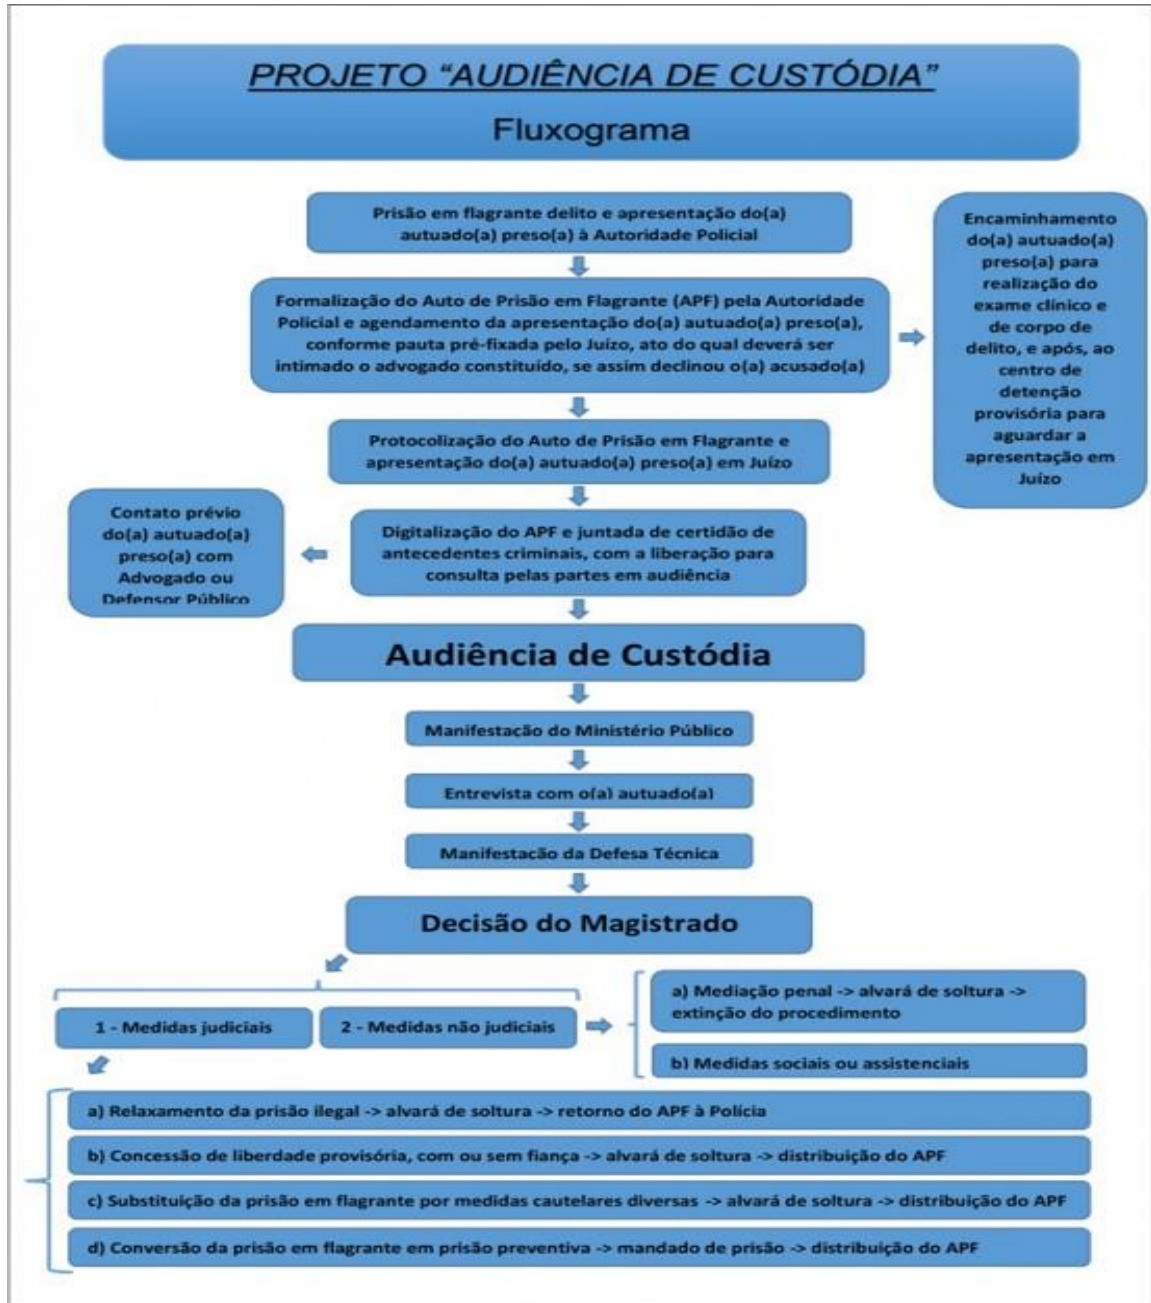 PROJETO “AUDIÊNCIA DE CUSTÓDIA”
Fluxograma
Prisão em flagrante delito e apresentação do(a)
autuado(a) preso(a) à Autoridade Policial
Formalização do Auto de Prisão em Flagrante (APF) pela Autoridade
Policial e agendamento da apresentação do(a) autuado(a) preso(a),
conforme pauta pré-fixada pelo Juízo, ato do qual deverá ser
intimado o advogado constituído, se assim declinou o(a) acusado(a)
Encaminhamento
do(a) autuado(a)
preso(a) para
realização do
exame clínico e
de corpo de
delito, e após, ao
centro de
detenção
provisória para
aguardar a
apresentação em
Juízo
Protocolização do Auto de Prisão em Flagrante e
apresentação do(a) autuado(a) preso(a) em Juízo
Digitalização do APF e juntada de certidão de
antecedentes criminais, com a liberação para
consulta pelas partes em audiência
Contato prévio
do(a) autuado(a)
preso(a) com
Advogado ou
Defensor Público
Audiência de Custódia
Manifestação do Ministério Público
Entrevista com o(a) autuado(a)
Manifestação da Defesa Técnica
Decisão do Magistrado
1 - Medidas judiciais
2 - Medidas não judiciais
a) Mediação penal -> alvará de soltura ->
extinção do procedimento
b) Medidas sociais ou assistenciais
a) Relaxamento da prisão ilegal -> alvará de soltura -> retorno do APF à Polícia
b) Concessão de liberdade provisória, com ou sem fiança -> alvará de soltura -> distribuição do APF
c) Substituição da prisão em flagrante por medidas cautelares diversas -> alvará de soltura -> distribuição do APF
d) Conversão da prisão em flagrante em prisão preventiva -> mandado de prisão -> distribuição do APF